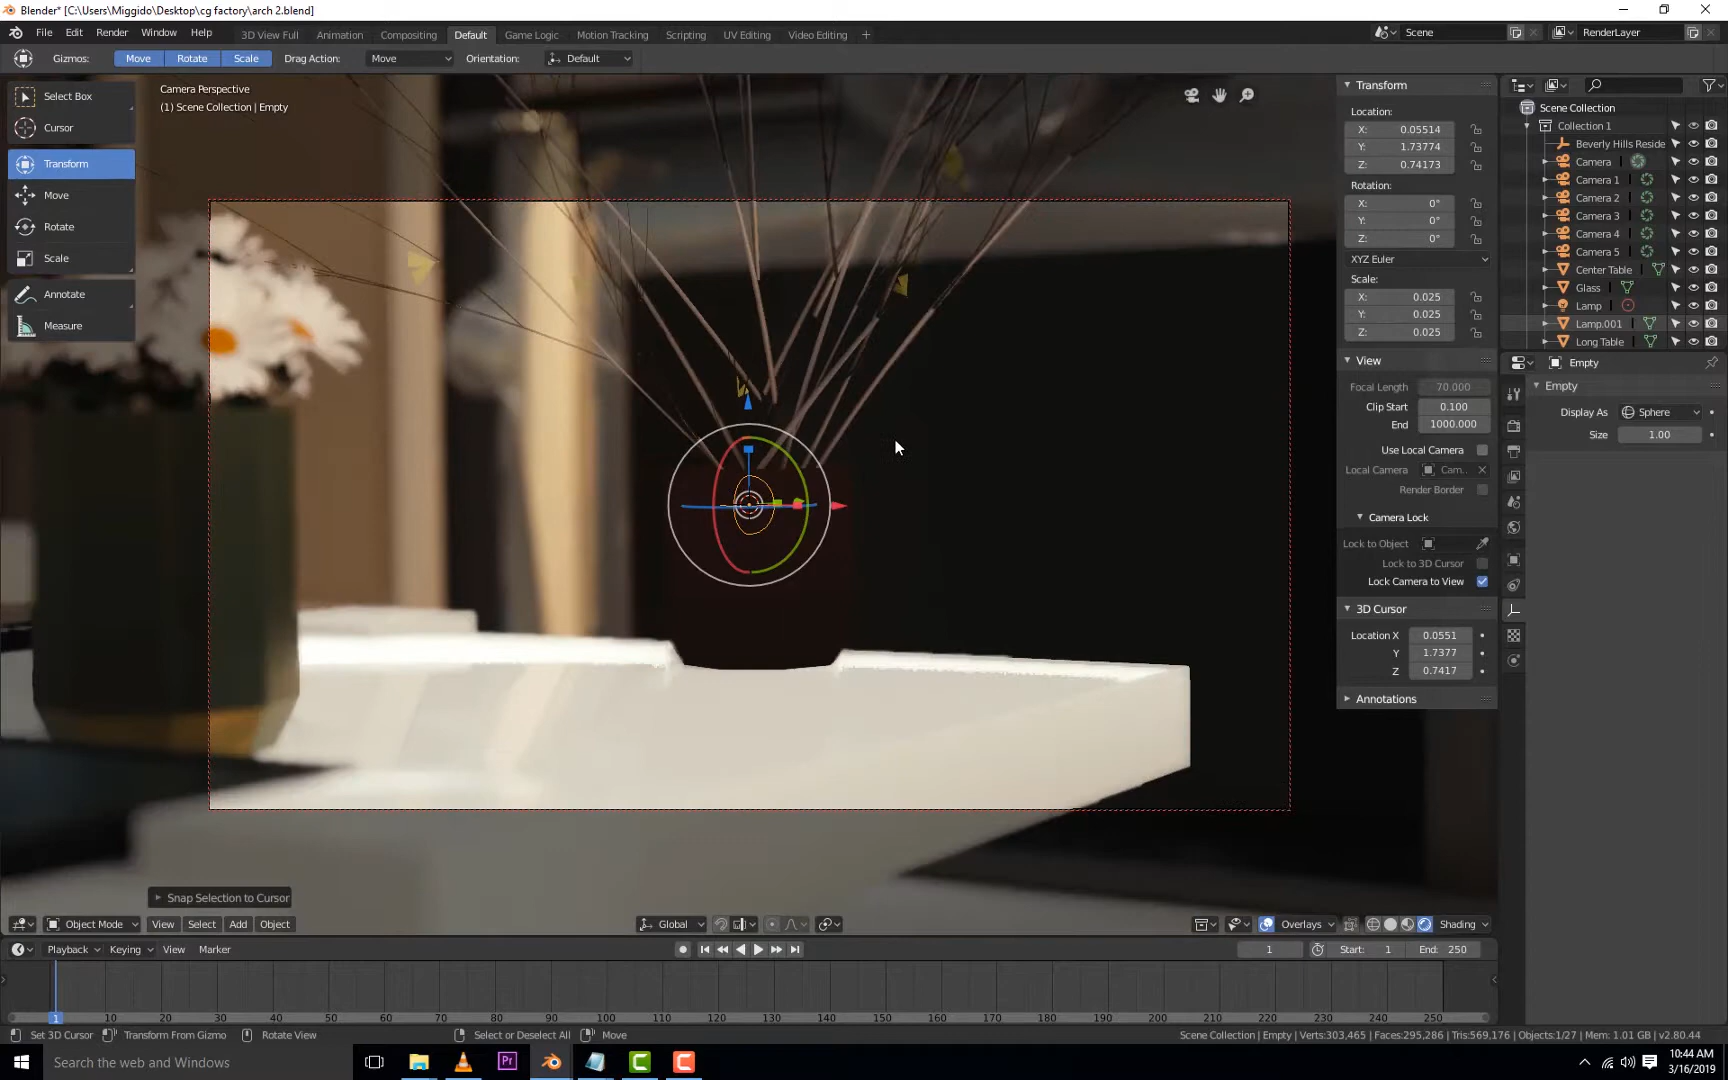 Blender* [C:\Users\Miggido\Desktop\cg factory\arch 2.blend]
File Edit Render Window Help
3D View Full Animation Compositing Default Game Logic Motion Tracking Scripting UV Editing Video Editing +
Scene RenderLayer
Gizmos: Move Rotate Scale Drag Action: Move Orientation: Default
Select Box
Cursor
Transform
Move
Rotate
Scale
Annotate
Measure
Camera Perspective
(1) Scene Collection | Empty
Transform
Location:
X: 0.05514
Y: 1.73774
Z: 0.74173
Rotation:
X: 0°
Y: 0°
Z: 0°
XYZ Euler
Scale:
X: 0.025
Y: 0.025
Z: 0.025
View
Focal Length 70.000
Clip Start 0.100
End 1000.000
Use Local Camera
Local Camera Cam..
Render Border
Camera Lock
Lock to Object
Lock to 3D Cursor
Lock Camera to View
3D Cursor
Location X 0.0551
Y 1.7377
Z 0.7417
Annotations
Scene Collection
Collection 1
Beverly Hills Reside
Camera
Camera 1
Camera 2
Camera 3
Camera 4
Camera 5
Center Table
Glass
Lamp
Lamp.001
Long Table
Empty
Empty
Display As Sphere
Size 1.00
Snap Selection to Cursor
Object Mode View Select Add Object Global Overlays Shading
Playback Keying View Marker 1 Start: 1 End: 250
1 10 20 30 40 50 60 70 80 90 100 110 120 130 140 150 160 170 180 190 200 210 220 230 240 250
Set 3D Cursor Transform From Gizmo Rotate View Select or Deselect All Move Scene Collection | Empty | Verts:303,465 | Faces:295,286 | Tris:569,176 | Objects:1/27 | Mem: 1.01 GB | v2.80.44
Search the web and Windows
Pr
10:44 AM
3/16/2019